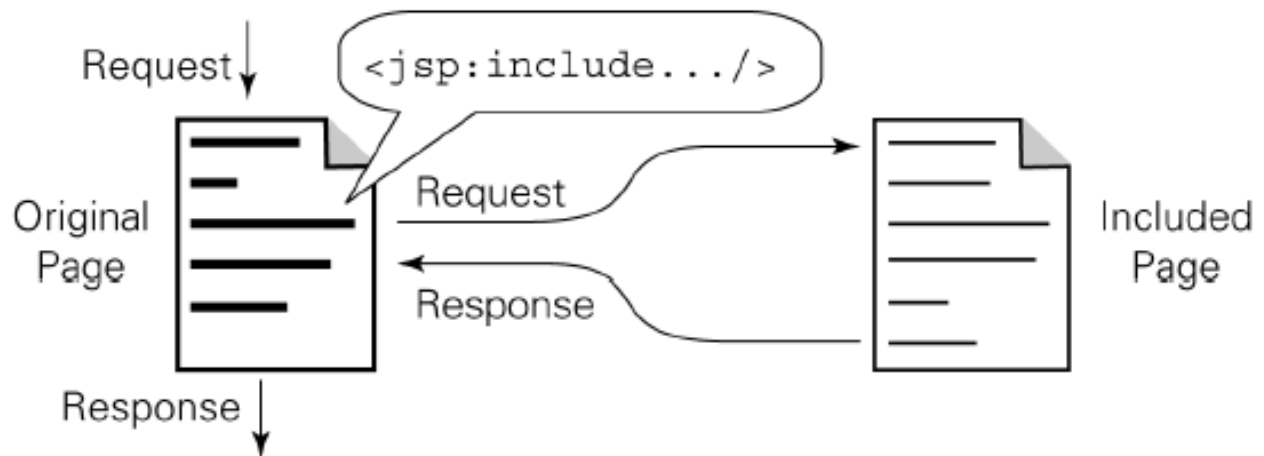 Request
<jsp:include.../>
Original
Page
Request
Response
Included
Page
Response